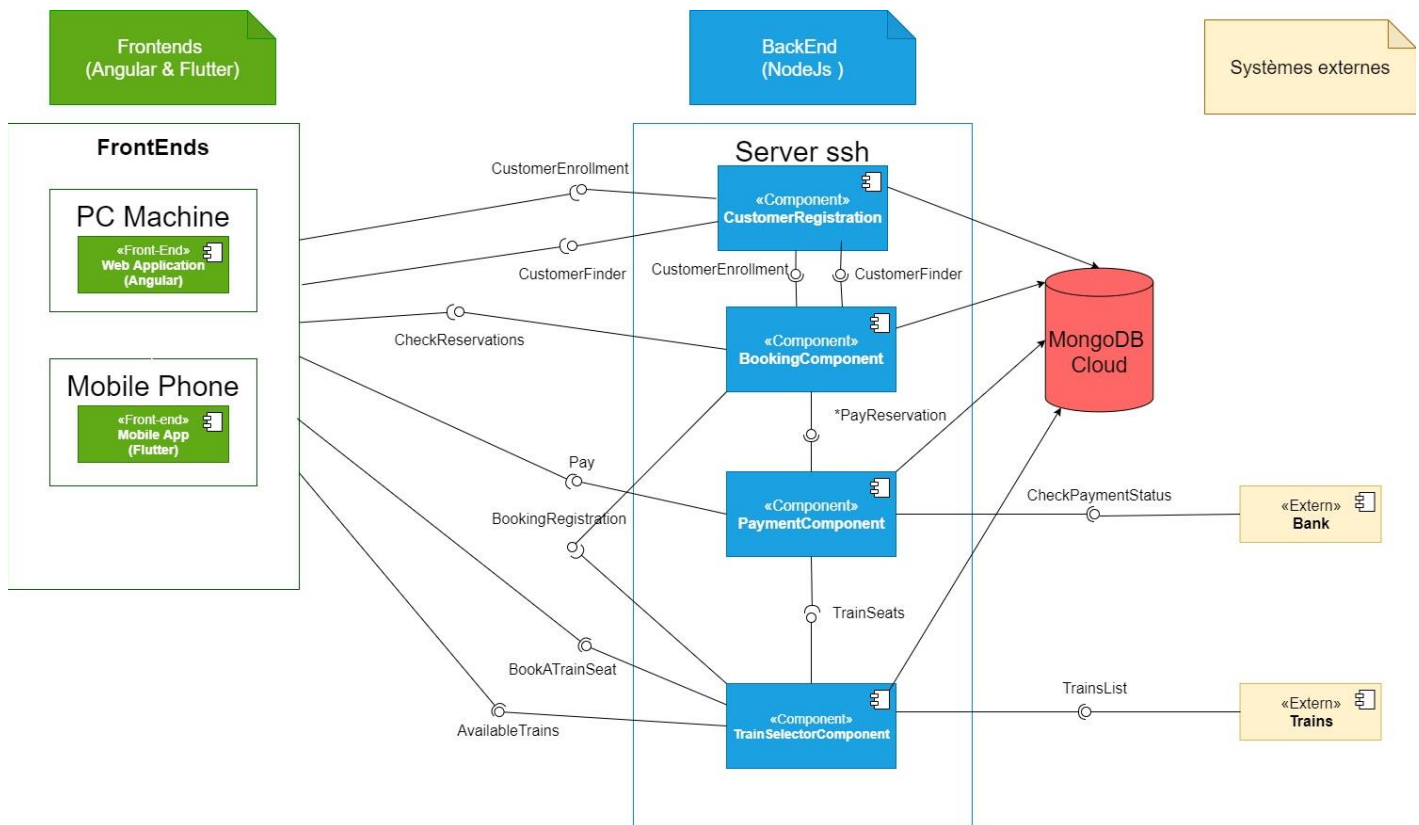 Frontends
(Angular & Flutter)
BackEnd
(NodeJs )
Systèmes externes
FrontEnds
PC Machine
«Front-End»
Web Application
(Angular)
Mobile Phone
«Front-end»
Mobile App
(Flutter)
CustomerEnrollment
CustomerFinder
CheckReservations
Pay
BookingRegistration
BookATrainSeat
AvailableTrains
Server ssh
«Component»
CustomerRegistration
CustomerEnrollment
CustomerFinder
«Component»
BookingComponent
*PayReservation
«Component»
PaymentComponent
TrainSeats
«Component»
TrainSelectorComponent
MongoDB
Cloud
CheckPaymentStatus
«Extern»
Bank
TrainsList
«Extern»
Trains